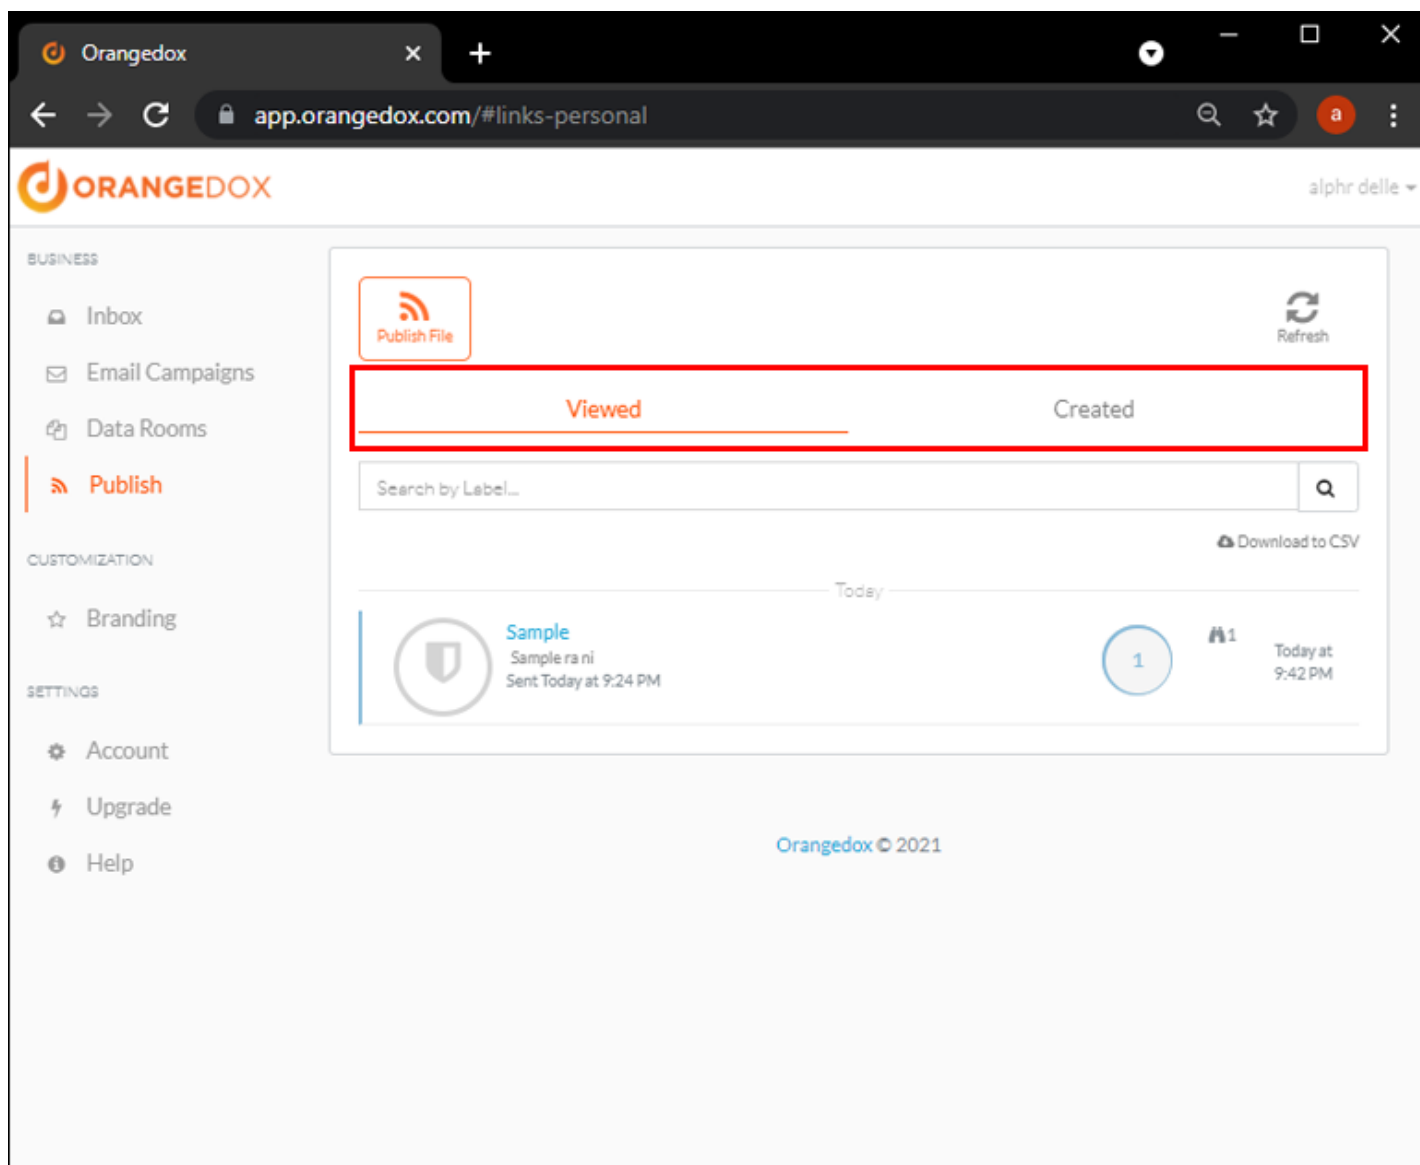 Orangedox
app.orangedox.com/#links-personal
a
ORANGEDOX
alphr delle
BUSINESS
Inbox
Email Campaigns
Data Rooms
Publish
CUSTOMIZATION
Branding
SETTINGS
Account
Upgrade
Help
Publish File
Refresh
Viewed Created
Search by Label...
Download to CSV
Today
Sample
Sample ra ni
Sent Today at 9:24 PM
1
1
Today at
9:42 PM
Orangedox © 2021